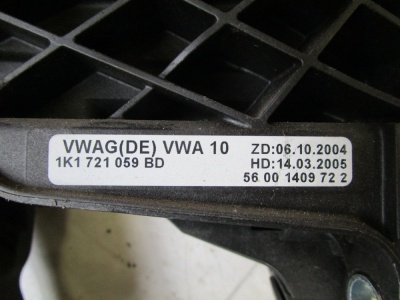 VWAG(DE) VWA 10 ZD:06.10.2004
1K1 721 059 BD HD:14.03.2005
56 00 1409 72 2